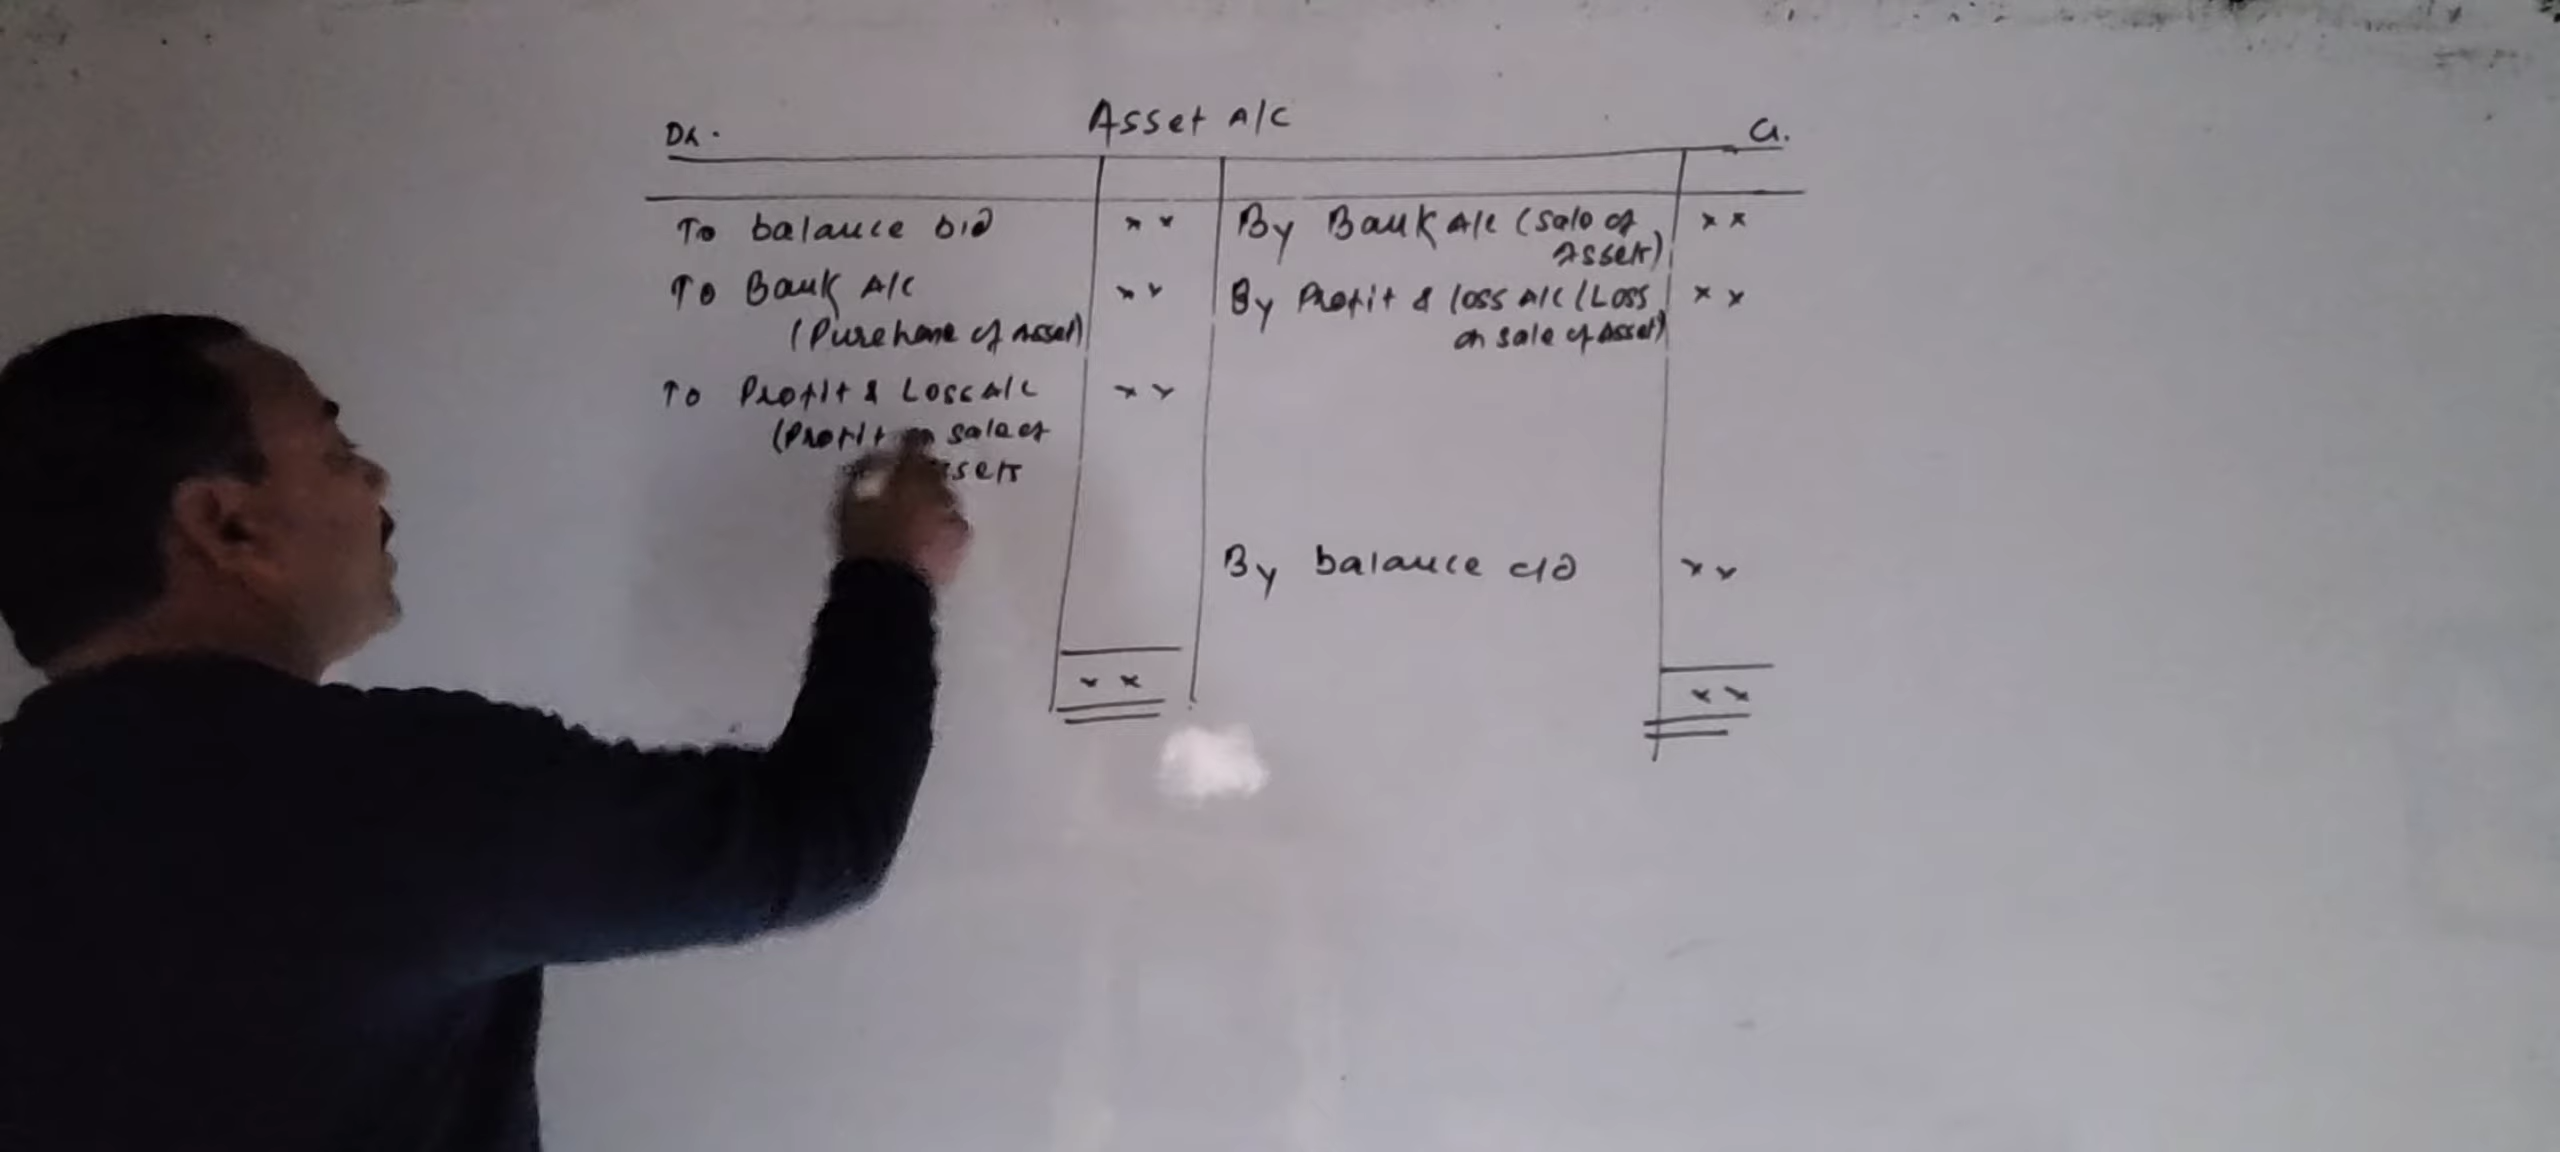 Asset A/C
Dr. Cr.
To balance b/d xx By Bank A/c (Sale of xx
Asset)
To Bank A/C xx By Profit & loss A/C (Loss xx
(Purchase of Asset) on sale of Asset)
To Profit & Loss A/c xx
(Profit on sale of
Assets
By balance c/d xx
xx xx